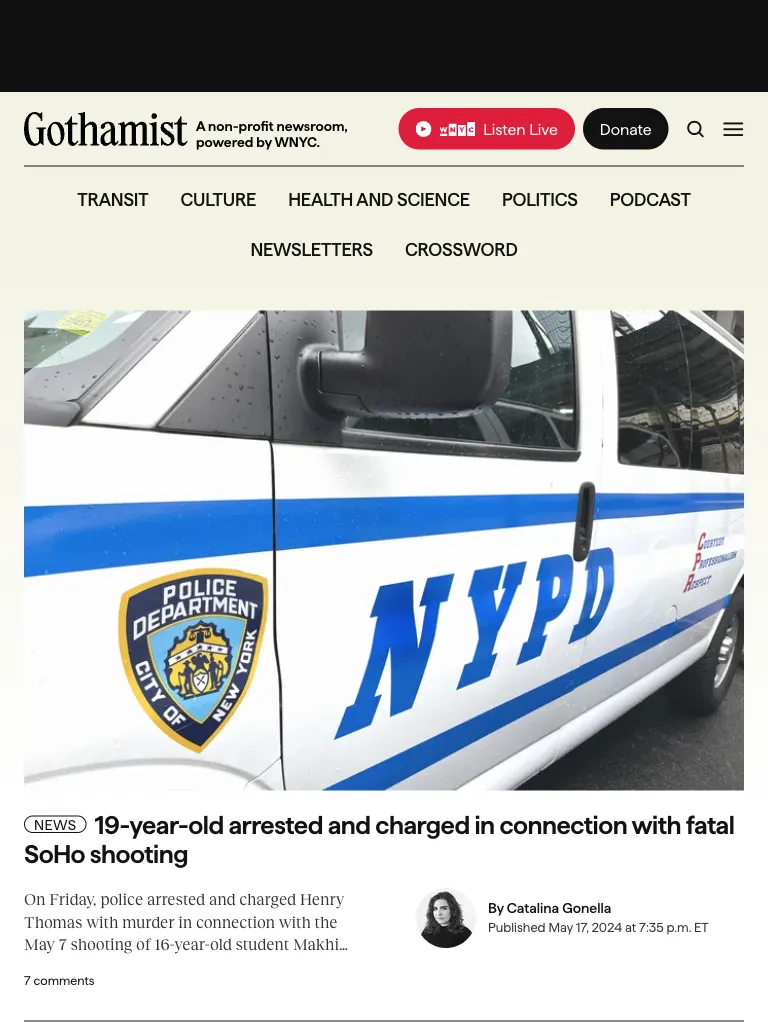 Gothamist
A non-profit newsroom,
powered by WNYC.
WNYC Listen Live
Donate
TRANSIT CULTURE HEALTH AND SCIENCE POLITICS PODCAST
NEWSLETTERS CROSSWORD
POLICE
DEPARTMENT
CITY OF
NEW YORK
NYPD
COURTESY
PROFESSIONALISM
RESPECT
NEWS 19-year-old arrested and charged in connection with fatal
SoHo shooting
On Friday, police arrested and charged Henry
Thomas with murder in connection with the
May 7 shooting of 16-year-old student Makhi...
By Catalina Gonella
Published May 17, 2024 at 7:35 p.m. ET
7 comments